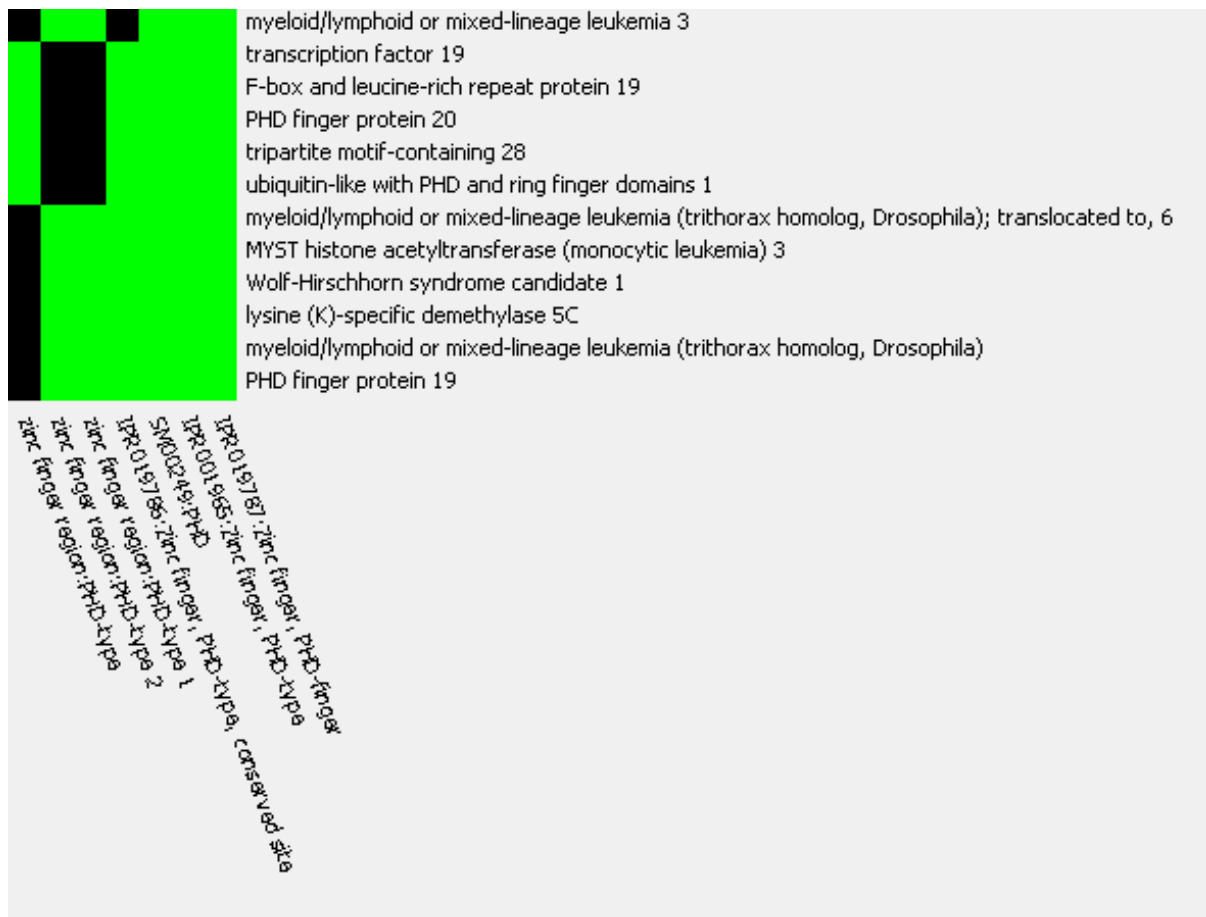 myeloid/lymphoid or mixed-lineage leukemia 3
transcription factor 19
F-box and leucine-rich repeat protein 19
PHD finger protein 20
tripartite motif-containing 28
ubiquitin-like with PHD and ring finger domains 1
myeloid/lymphoid or mixed-lineage leukemia (trithorax homolog, Drosophila); translocated to, 6
MYST histone acetyltransferase (monocytic leukemia) 3
Wolf-Hirschhorn syndrome candidate 1
lysine (K)-specific demethylase 5C
myeloid/lymphoid or mixed-lineage leukemia (trithorax homolog, Drosophila)
PHD finger protein 19
zinc finger region:PHD-type
zinc finger region:PHD-type 2
zinc finger region:PHD-type 1
IPR019786:Zinc finger, PHD-type, conserved site
SM00249:PHD
IPR001965:Zinc finger, PHD-type
IPR019787:Zinc finger, PHD-finger